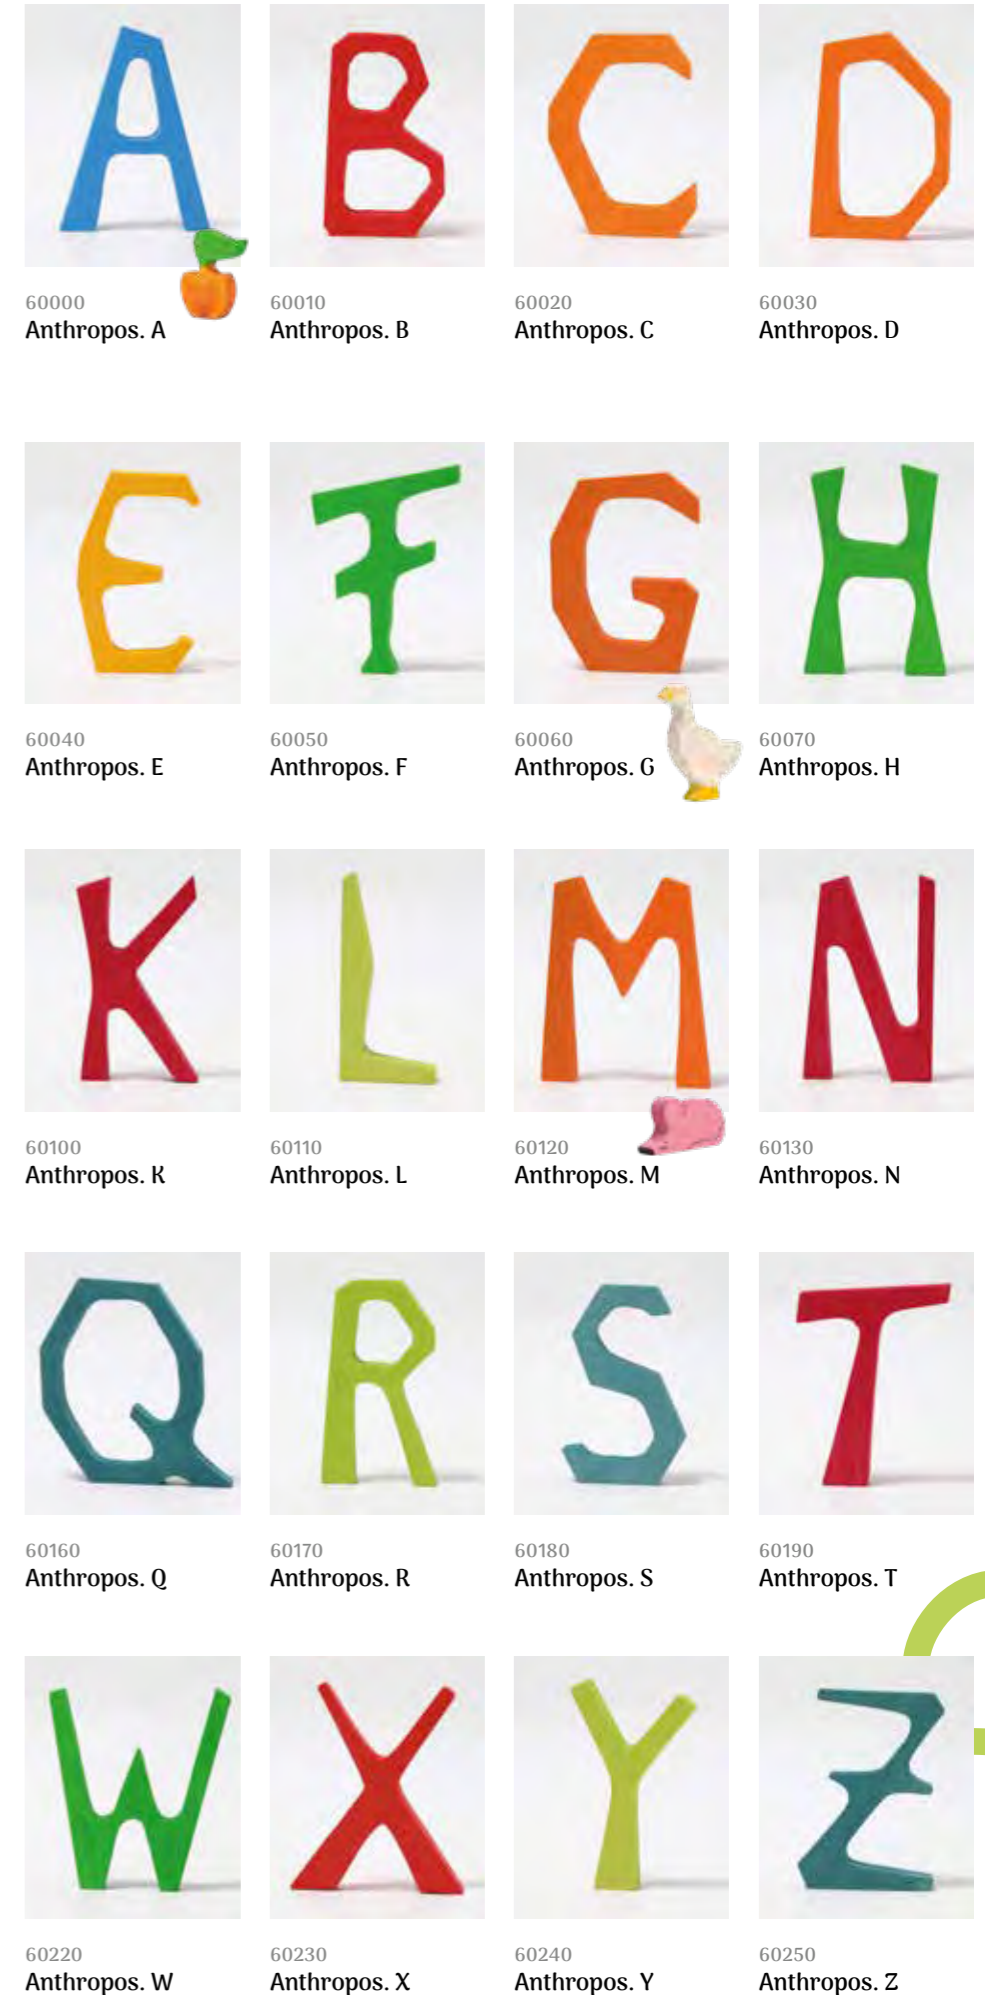 A
B
C
D
60000
Anthropos. A
60010
Anthropos. B
60020
Anthropos. C
60030
Anthropos. D
E
F
G
H
60040
Anthropos. E
60050
Anthropos. F
60060
Anthropos. G
60070
Anthropos. H
K
L
M
N
60100
Anthropos. K
60110
Anthropos. L
60120
Anthropos. M
60130
Anthropos. N
Q
R
S
T
60160
Anthropos. Q
60170
Anthropos. R
60180
Anthropos. S
60190
Anthropos. T
W
X
Y
Z
60220
Anthropos. W
60230
Anthropos. X
60240
Anthropos. Y
60250
Anthropos. Z